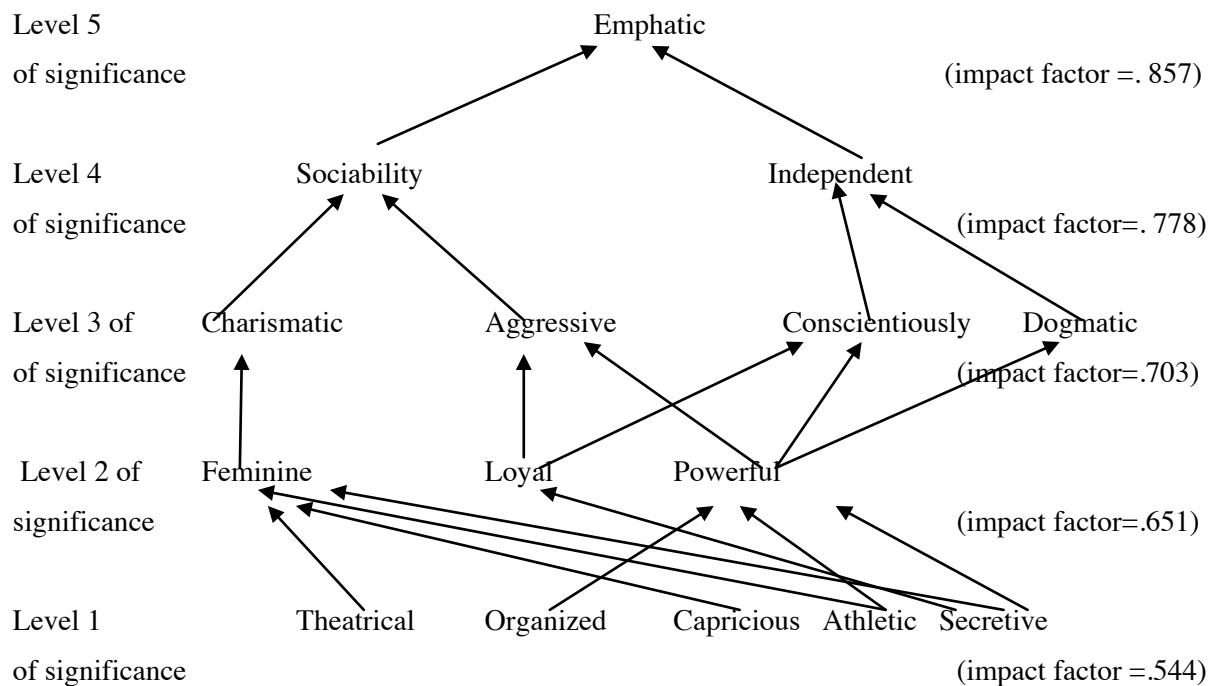 Level 5 Emphatic
of significance (impact factor =. 857)
Level 4 Sociability Independent
of significance (impact factor=. 778)
Level 3 of Charismatic Aggressive Conscientiously Dogmatic
of significance (impact factor=.703)
Level 2 of Feminine Loyal Powerful
significance (impact factor=.651)
Level 1 Theatrical Organized Capricious Athletic Secretive
of significance (impact factor =.544)